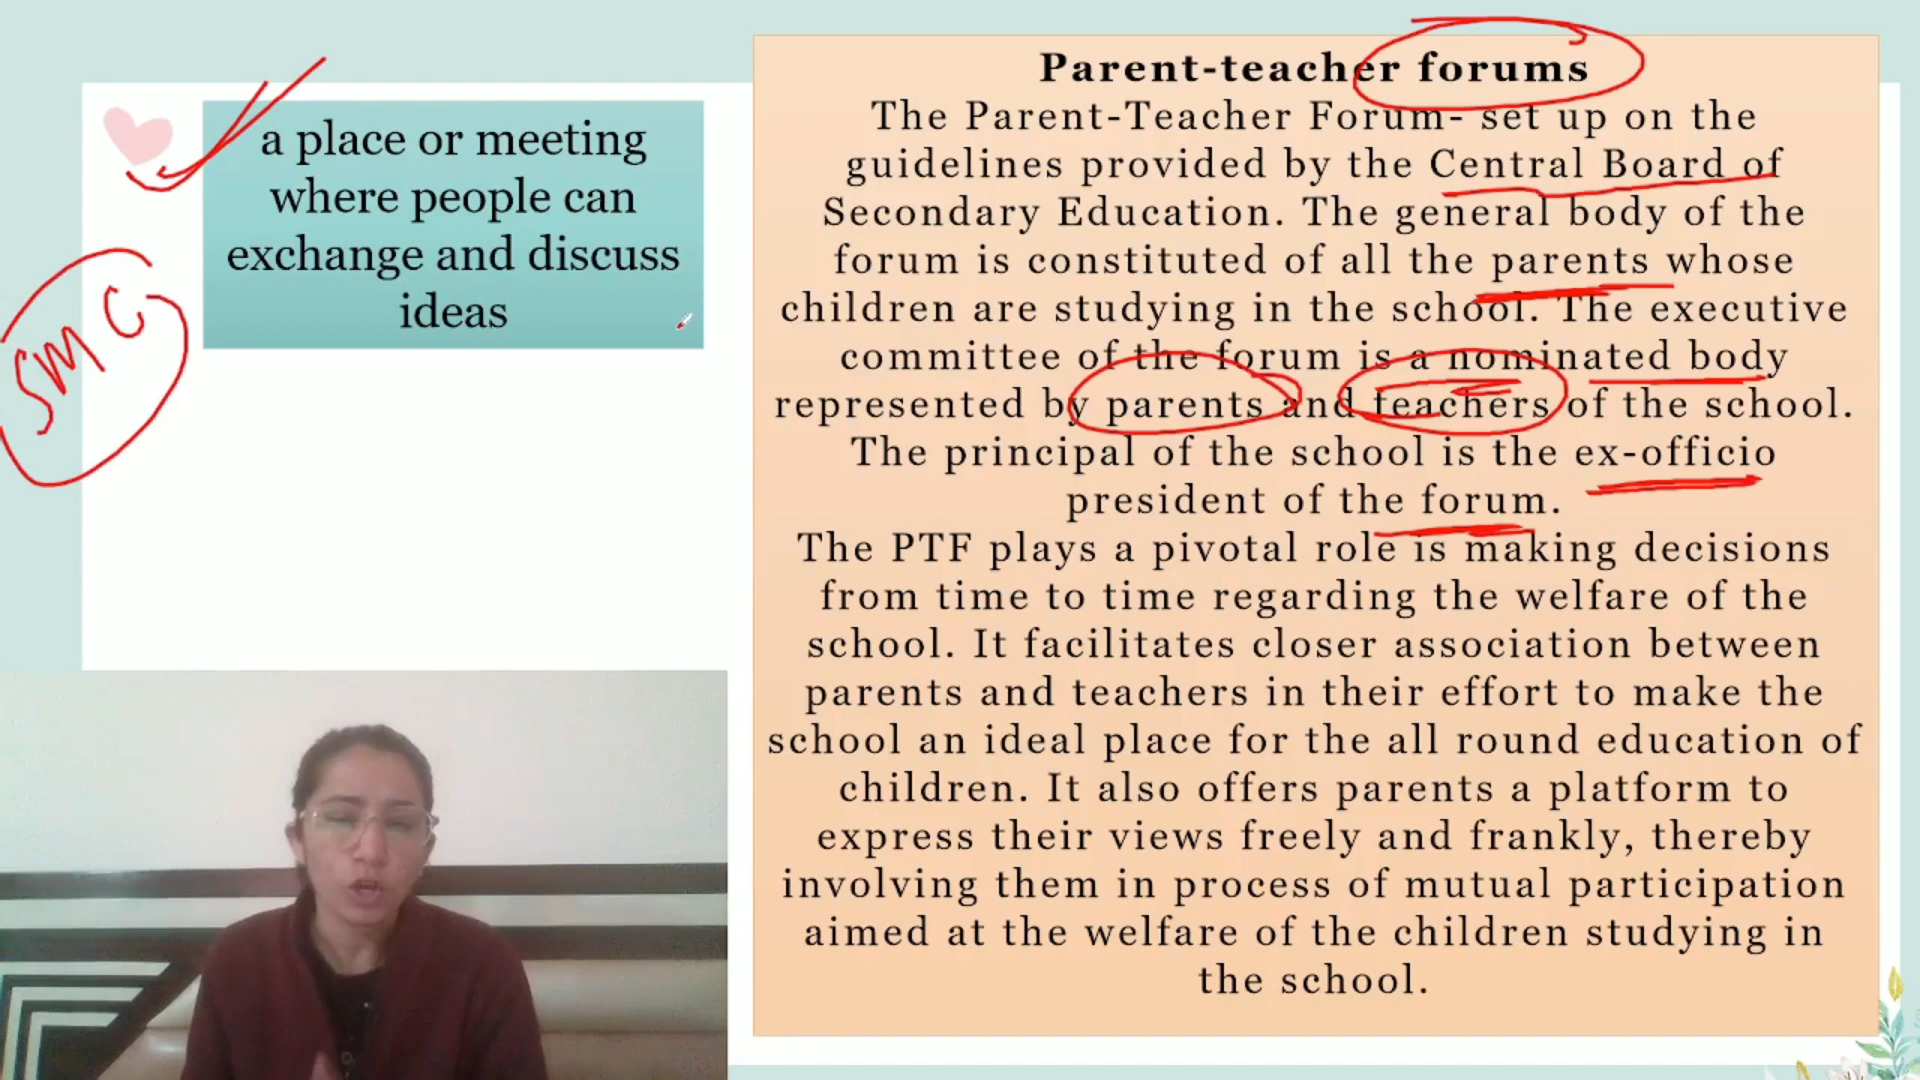 a place or meeting
where people can
exchange and discuss
ideas
SMC
Parent-teacher forums
The Parent-Teacher Forum- set up on the
guidelines provided by the Central Board of
Secondary Education. The general body of the
forum is constituted of all the parents whose
children are studying in the school. The executive
committee of the forum is a nominated body
represented by parents and teachers of the school.
The principal of the school is the ex-officio
president of the forum.
The PTF plays a pivotal role is making decisions
from time to time regarding the welfare of the
school. It facilitates closer association between
parents and teachers in their effort to make the
school an ideal place for the all round education of
children. It also offers parents a platform to
express their views freely and frankly, thereby
involving them in process of mutual participation
aimed at the welfare of the children studying in
the school.